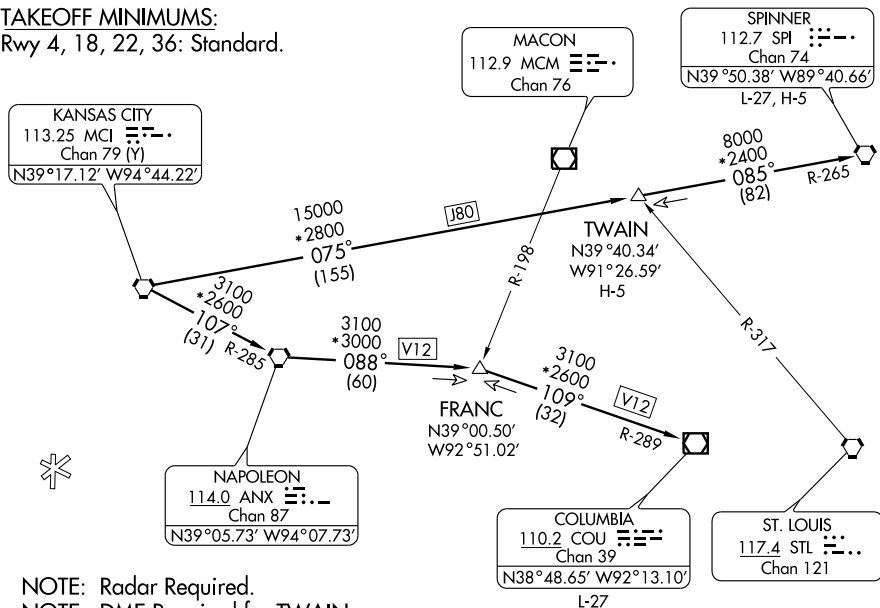 TAKEOFF MINIMUMS:
Rwy 4, 18, 22, 36: Standard.
MACON
112.9 MCM
Chan 76
SPINNER
112.7 SPI
Chan 74
N39°50.38' W89°40.66'
L-27, H-5
KANSAS CITY
113.25 MCI
Chan 79 (Y)
N39°17.12' W94°44.22'
8000
*2400
085°
(82)
R-265
15000
*2800
075°
(155)
J80
TWAIN
N39°40.34'
W91°26.59'
H-5
R-198
R-317
3100
*2600
107°
(31)
R-285
3100
*3000
088°
(60)
V12
3100
*2600
109°
(32)
V12
R-289
FRANC
N39°00.50'
W92°51.02'
NAPOLEON
114.0 ANX
Chan 87
N39°05.73' W94°07.73'
COLUMBIA
110.2 COU
Chan 39
N38°48.65' W92°13.10'
L-27
ST. LOUIS
117.4 STL
Chan 121
NOTE: Radar Required.
NOTE: DME Required for TWAIN